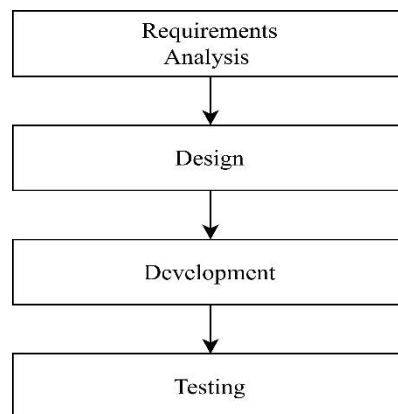 Requirements
Analysis
Design
Development
Testing